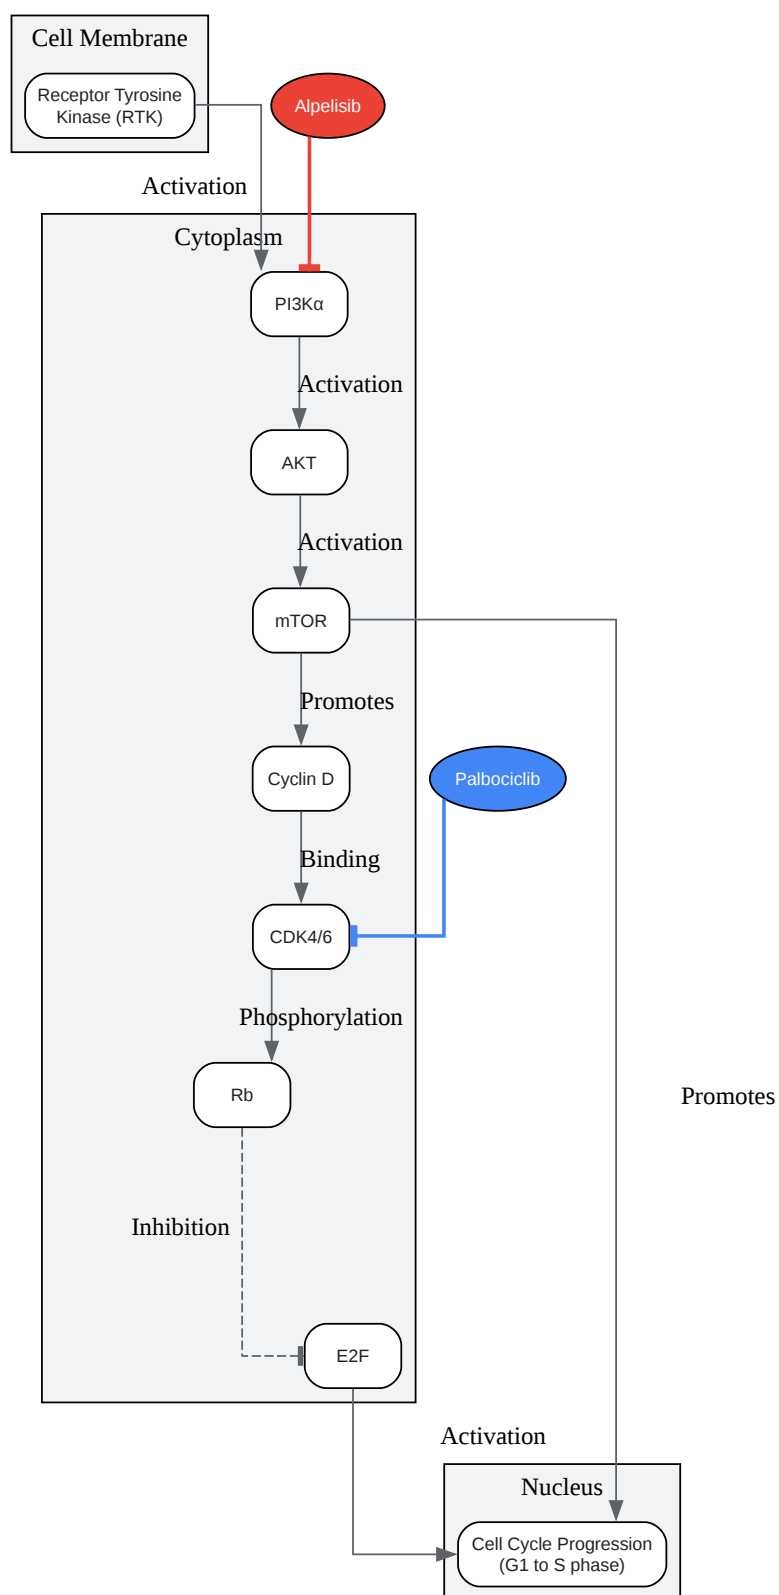 Cell Membrane
Receptor Tyrosine
Kinase (RTK)
Alpelisib
Activation
Cytoplasm
PI3Kα
Activation
AKT
Activation
mTOR
Promotes
Cyclin D
Palbociclib
Binding
CDK4/6
Phosphorylation
Rb
Promotes
Inhibition
E2F
Activation
Nucleus
Cell Cycle Progression
(G1 to S phase)